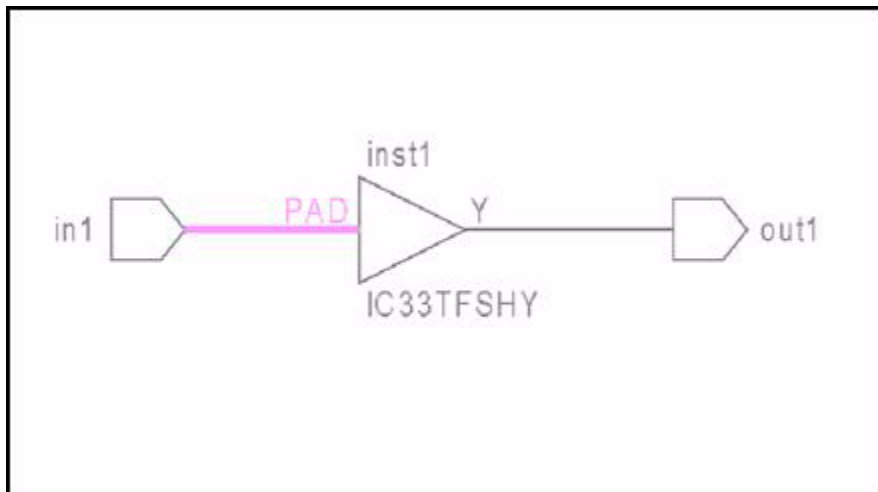 inst1
in1
PAD
Y
out1
IC33TFSHY